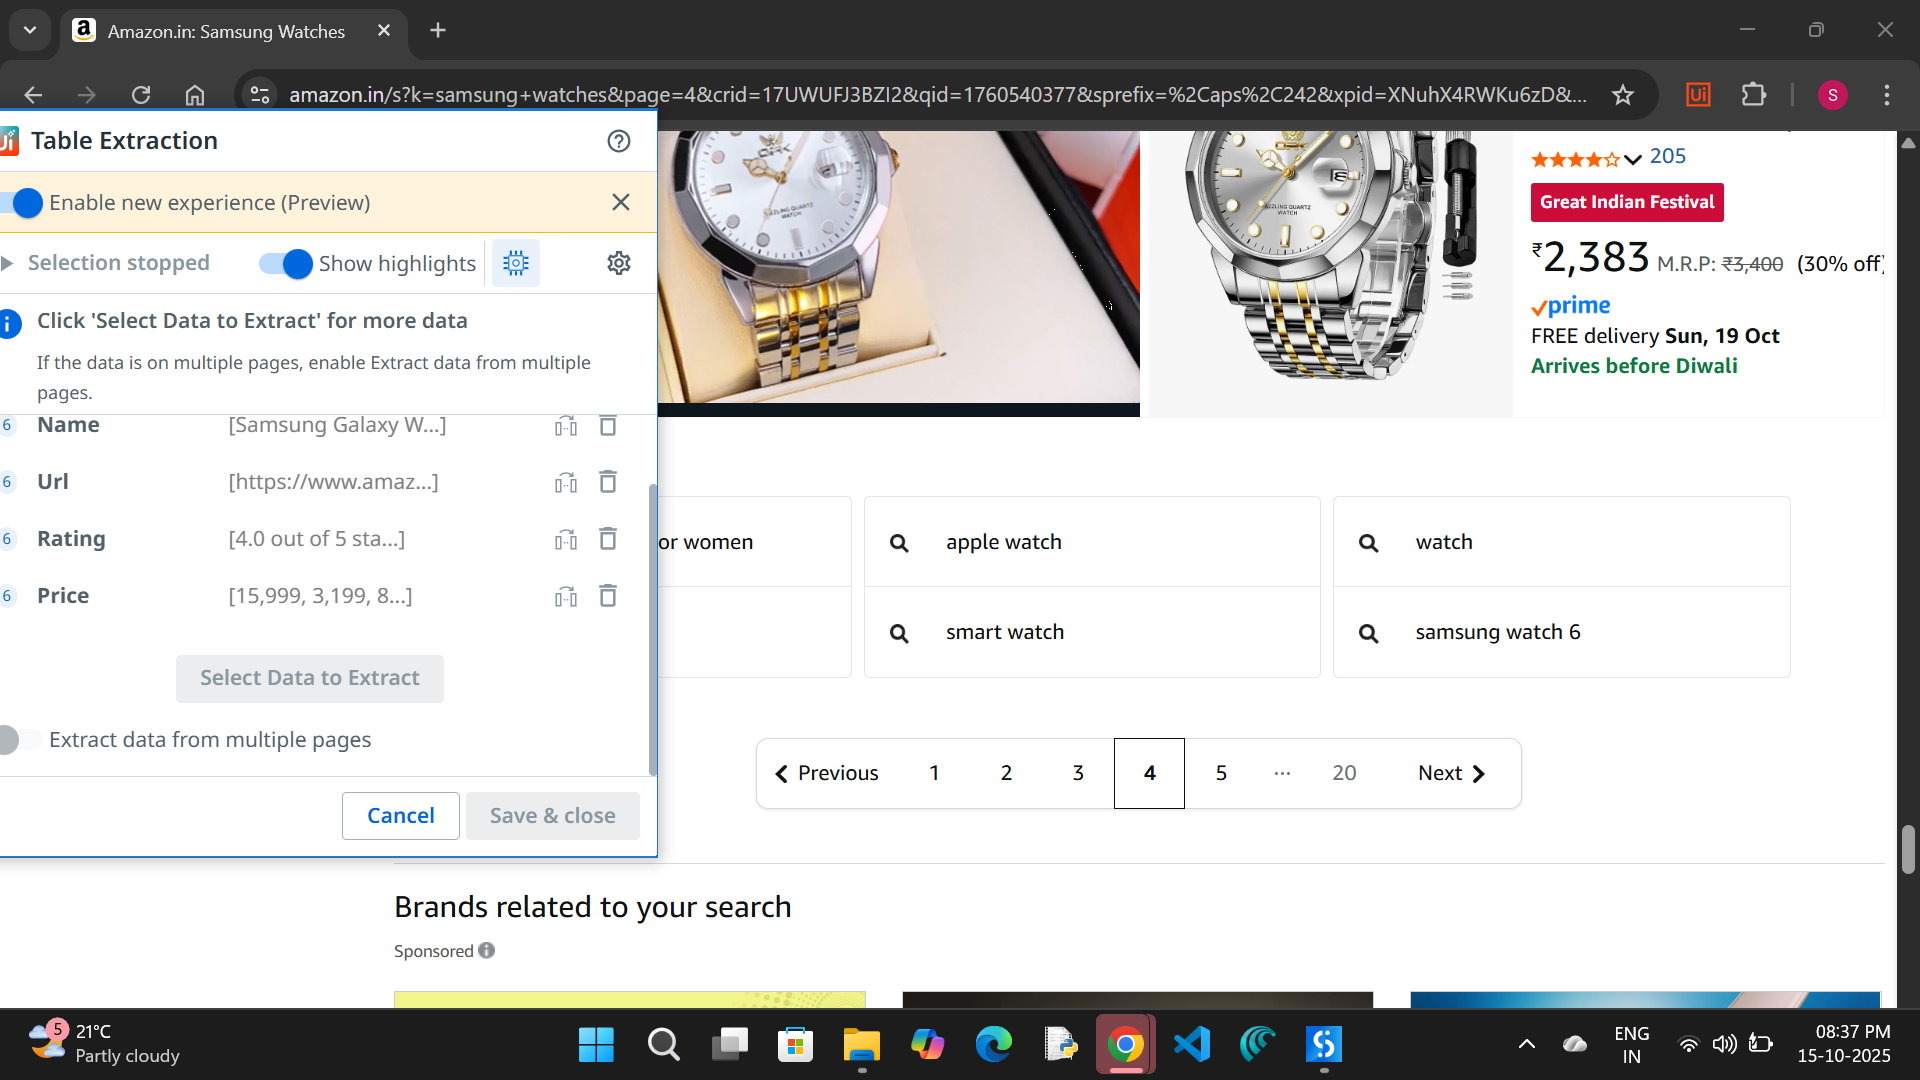 Amazon.in: Samsung Watches
amazon.in/s?k=samsung+watches&page=4&crid=17UWUFJ3BZI2&qid=1760540377&sprefix=%2Caps%2C242&xpid=XNuhX4RWKu6zD&...
Ui
S
Table Extraction
Enable new experience (Preview)
Selection stopped
Show highlights
Click 'Select Data to Extract' for more data
If the data is on multiple pages, enable Extract data from multiple
pages.
6 Name [Samsung Galaxy W...]
6 Url [https://www.amaz...]
6 Rating [4.0 out of 5 sta...]
6 Price [15,999, 3,199, 8...]
Select Data to Extract
Extract data from multiple pages
Cancel
Save & close
205
Great Indian Festival
₹2,383 M.R.P: ₹3,400 (30% off)
prime
FREE delivery Sun, 19 Oct
Arrives before Diwali
or women
apple watch
watch
smart watch
samsung watch 6
Previous 1 2 3 4 5 ... 20 Next
Brands related to your search
Sponsored
5
21°C
Partly cloudy
ENG
IN
08:37 PM
15-10-2025